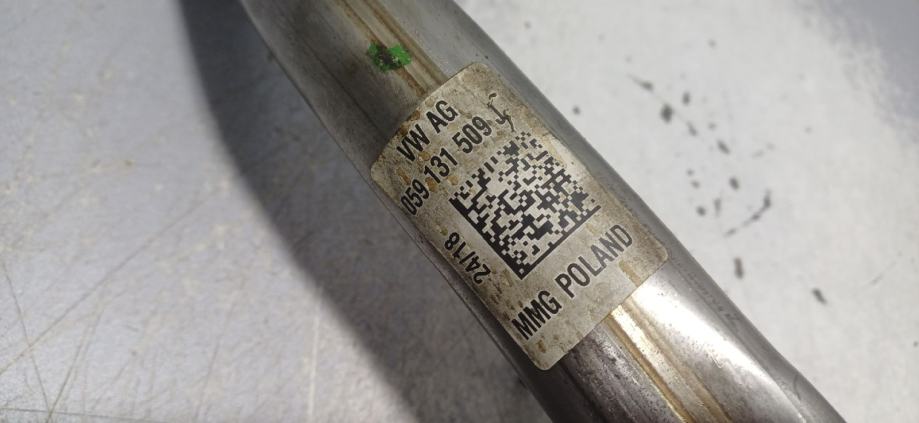 VW AG
059 131 509
24/18
MMG POLAND